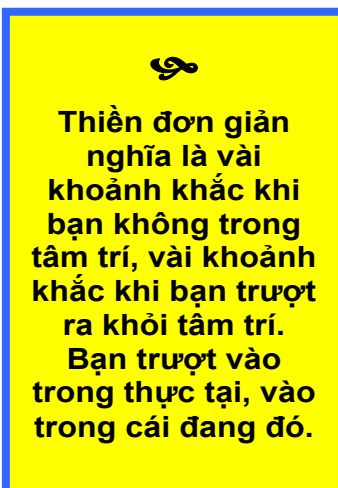 Thiền đơn giản
nghĩa là vài
khoảnh khắc khi
bạn không trong
tâm trí, vài khoảnh
khắc khi bạn trượt
ra khỏi tâm trí.
Bạn trượt vào
trong thực tại, vào
trong cái đang đó.